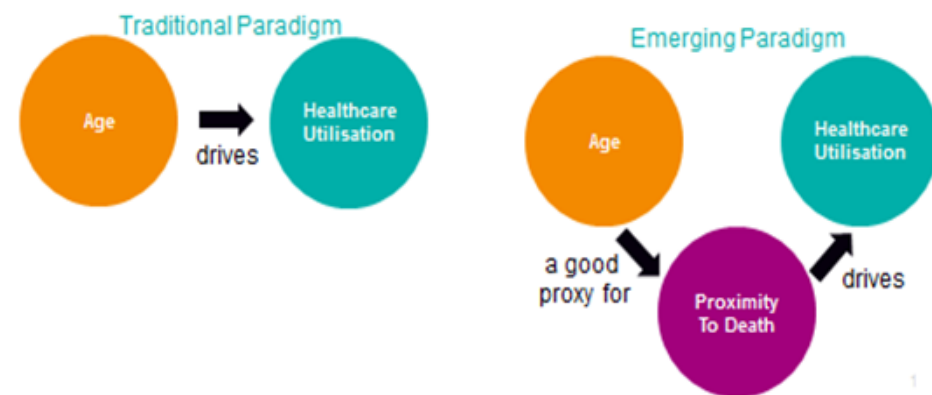 Traditional Paradigm
Age
drives
Healthcare
Utilisation
Emerging Paradigm
Age
a good
proxy for
Proximity
To Death
drives
Healthcare
Utilisation
1